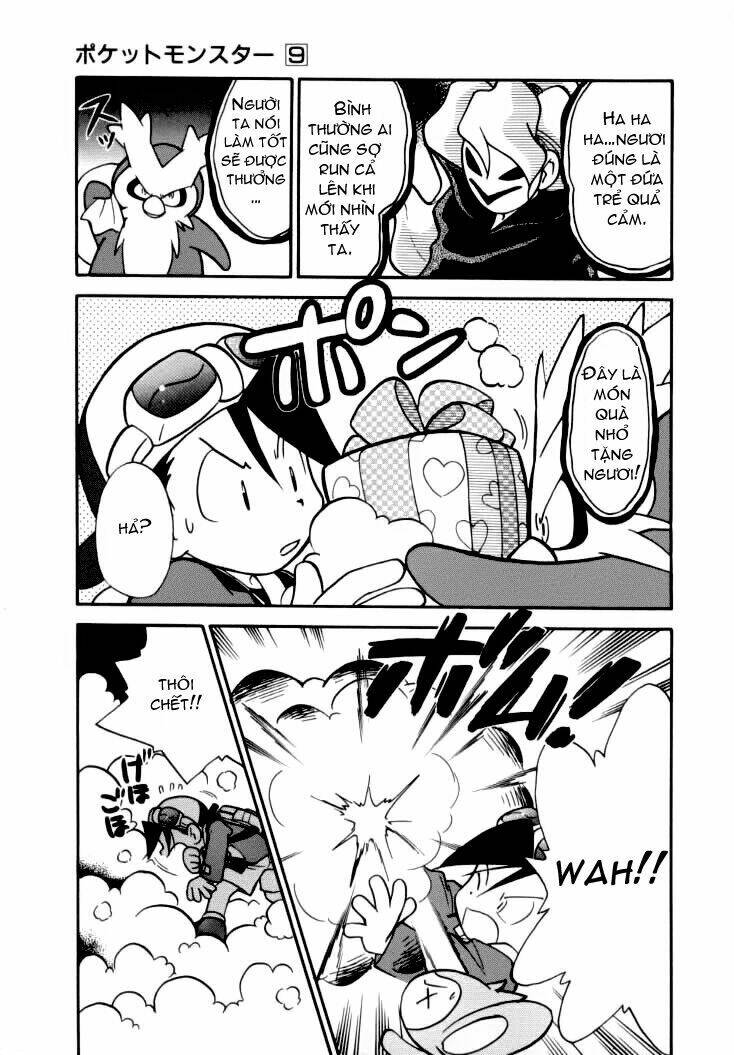 ポケットモンスター 9
HA HA
HA...NGƯƠI
ĐÚNG LÀ
MỘT ĐỨA
TRẺ QUẢ
CẢM.
BÌNH
THƯỜNG AI
CŨNG SỢ
RUN CẢ
LÊN KHI
MỚI NHÌN
THẤY
TA.
NGƯỜI
TA NÓI
LÀM TỐT
SẼ ĐƯỢC
THƯỞNG
...
スッ
ĐÂY LÀ
MÓN
QUÀ
NHỎ
TẶNG
NGƯƠI!
ポン
HẢ?
ボム!
WAH!!
THÔI
CHẾT!!
げほ
ごほ